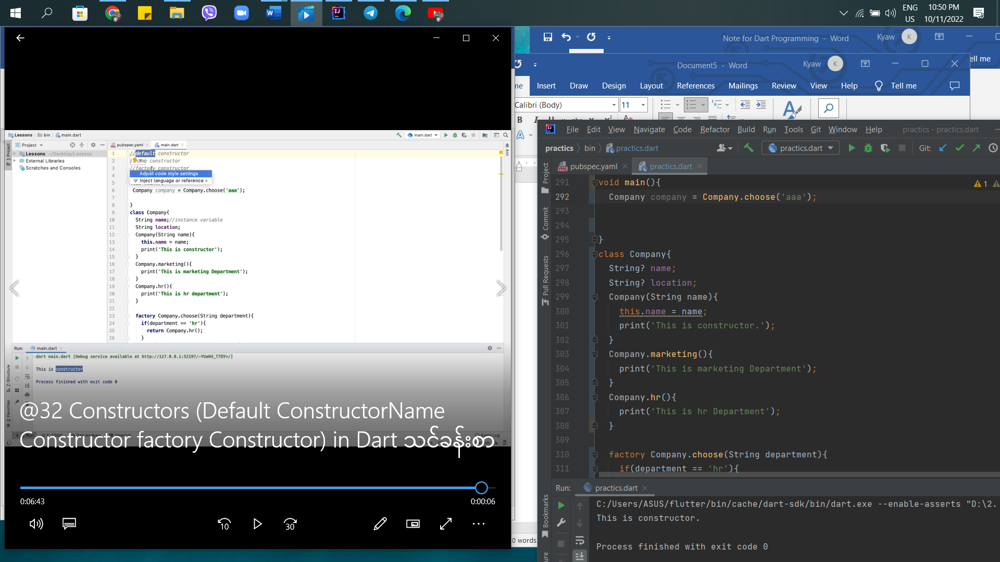 ENG
US
10:50 PM
10/11/2022
Note for Dart Programming - Word
Kyaw
K
ell me
Document5 - Word
Kyaw
K
ne
Insert
Draw
Design
Layout
References
Mailings
Review
View
Help
Tell me
Calibri (Body)
11
0 words
Lessons
bin
main.dart
main.dart
Project
pubspec.yaml
main.dart
Lessons ~/Desktop/Lessons
External Libraries
Scratches and Consoles
1 //default constructor
2 //name constructor
3 //factory constructor
Adjust code style settings
Inject language or reference
4
5
6 Company company = Company.choose('aaa');
7
8 }
9 class Company{
10 String name;//instance variable
11 String location;
12 Company(String name){
13 this.name = name;
14 print('This is constructor');
15 }
16 Company.marketing(){
17 print('This is marketing Department');
18 }
19 Company.hr(){
20 print('This is hr department');
21 }
22
23 factory Company.choose(String department){
24 if(department == 'hr'){
25 return Company.hr();
26 }
Run:
main.dart
dart main.dart [Debug service available at http://127.0.0.1:52197/~YUaN4_T7OY=/]
This is constructor
Process finished with exit code 0
1: Project
Ant
2: Structure
2: Favorites
Event Log
@32 Constructors (Default ConstructorName
Constructor factory Constructor) in Dart သင်ခန်းစာ
0:06:43
0:00:06
10
30
File Edit View Navigate Code Refactor Build Run Tools Git Window Help
practics - practics.dart
practics
bin
practics.dart
practics.dart
Git:
pubspec.yaml
practics.dart
Project
Commit
Pull Requests
Bookmarks
ure
1
291 void main(){
292 Company company = Company.choose('aaa');
293
294
295 }
296 class Company{
297 String? name;
298 String? location;
299 Company(String name){
300 this.name = name;
301 print('This is constructor.');
302 }
303 Company.marketing(){
304 print('This is marketing Department');
305 }
306 Company.hr(){
307 print('This is hr Department');
308 }
309
310 factory Company.choose(String department){
311 if(department == 'hr'){
Run:
practics.dart
C:/Users/ASUS/flutter/bin/cache/dart-sdk/bin/dart.exe --enable-asserts "D:\2.
This is constructor.
Process finished with exit code 0